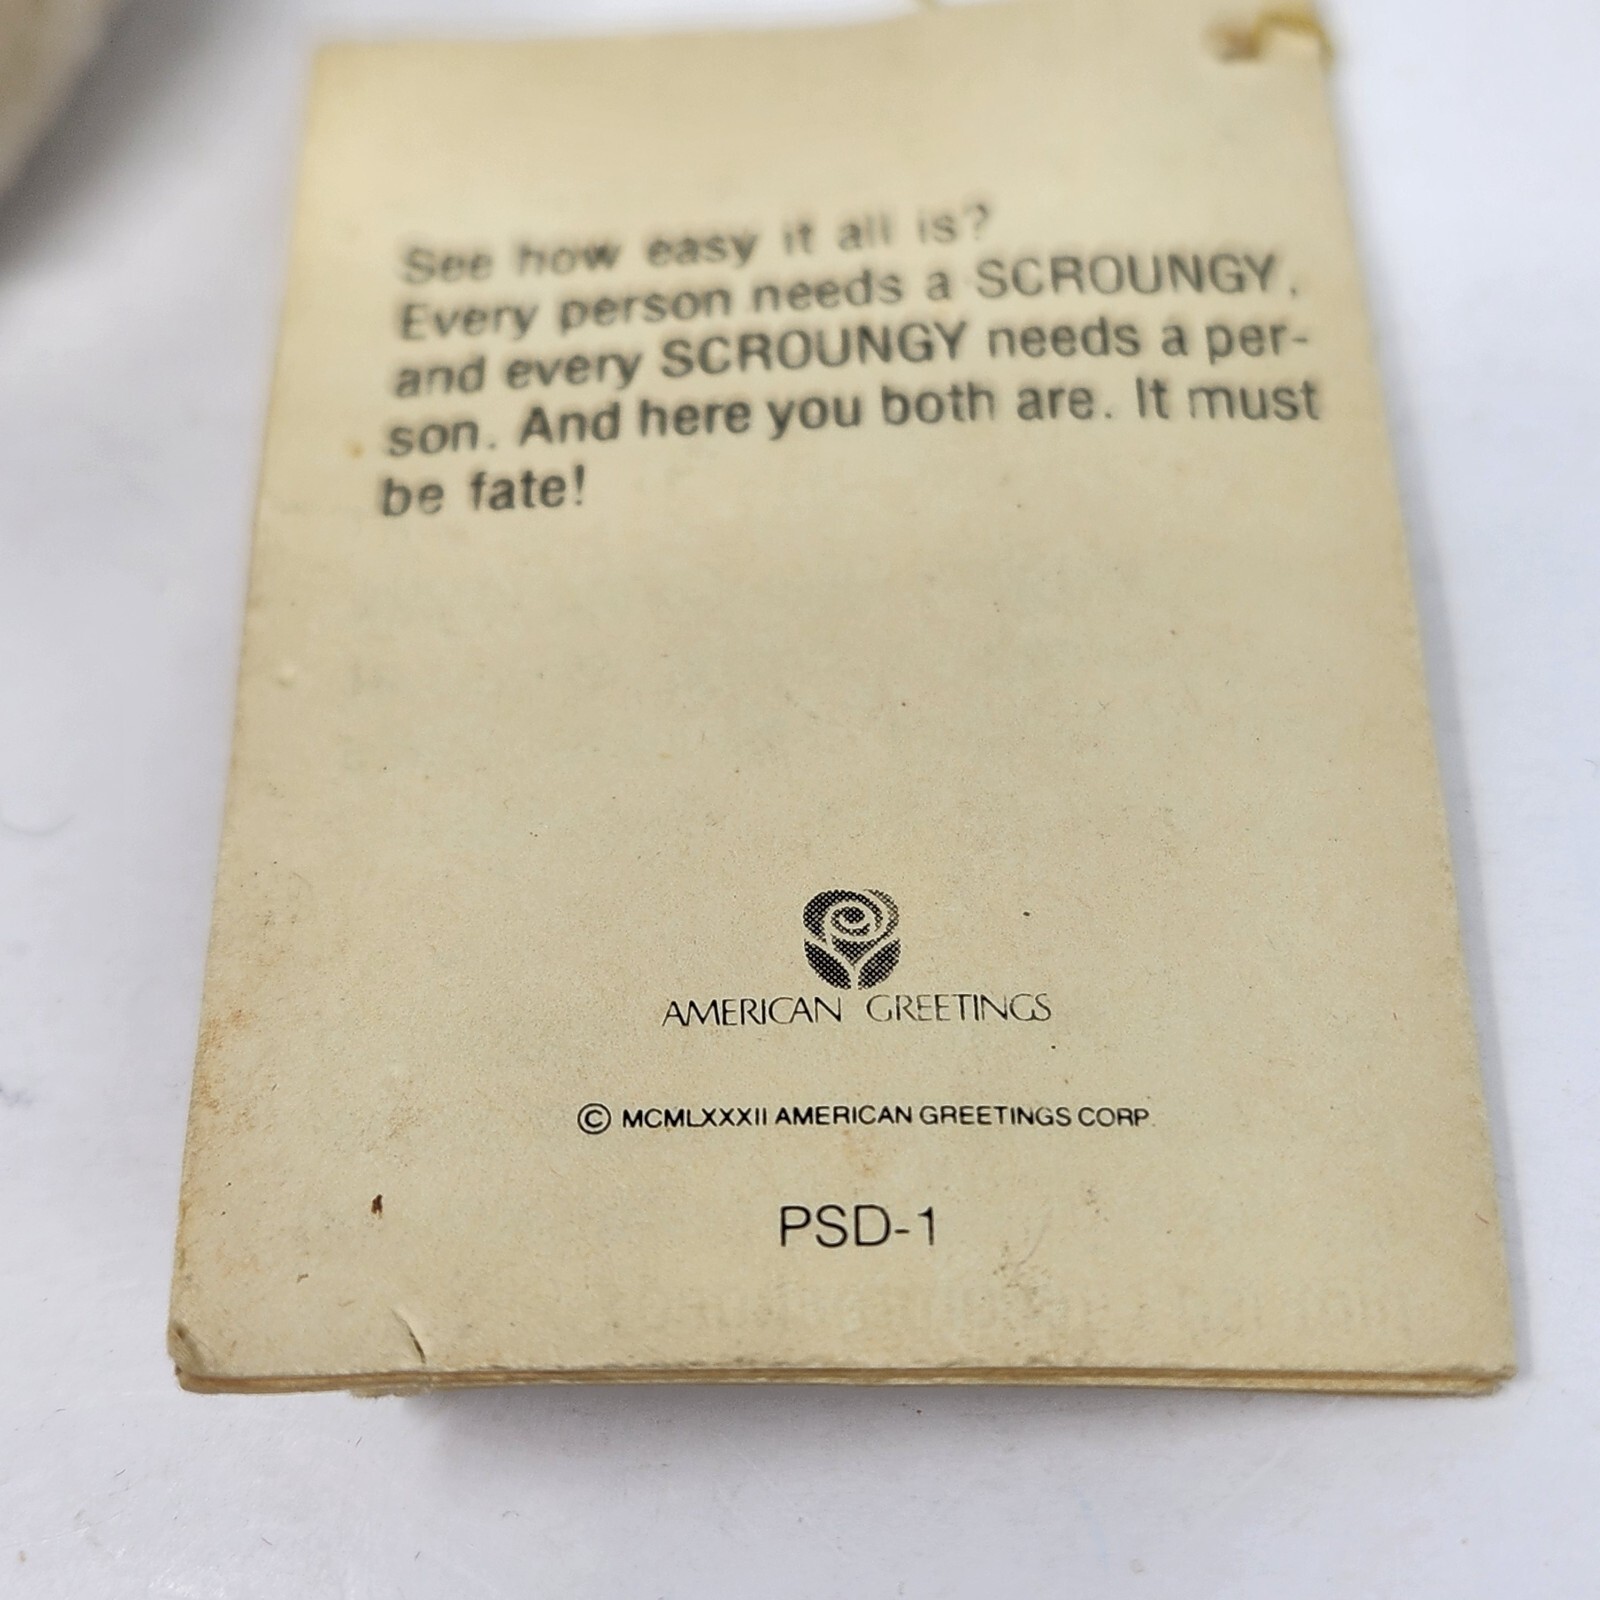 See how easy it all is?
Every person needs a SCROUNGY,
and every SCROUNGY needs a per-
son. And here you both are. It must
be fate!
AMERICAN GREETINGS
© MCMLXXXII AMERICAN GREETINGS CORP.
PSD-1